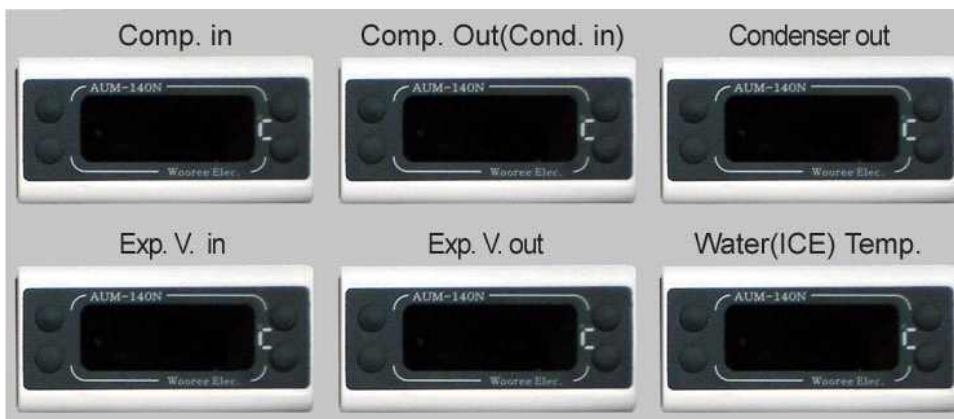 Comp. in
Comp. Out(Cond. in)
Condenser out
AUM-140N
C
Wooree Elec.
AUM-140N
C
Wooree Elec.
AUM-140N
C
Wooree Elec.
Exp. V. in
Exp. V. out
Water(ICE) Temp.
AUM-140N
C
Wooree Elec.
AUM-140N
C
Wooree Elec.
AUM-140N
C
Wooree Elec.